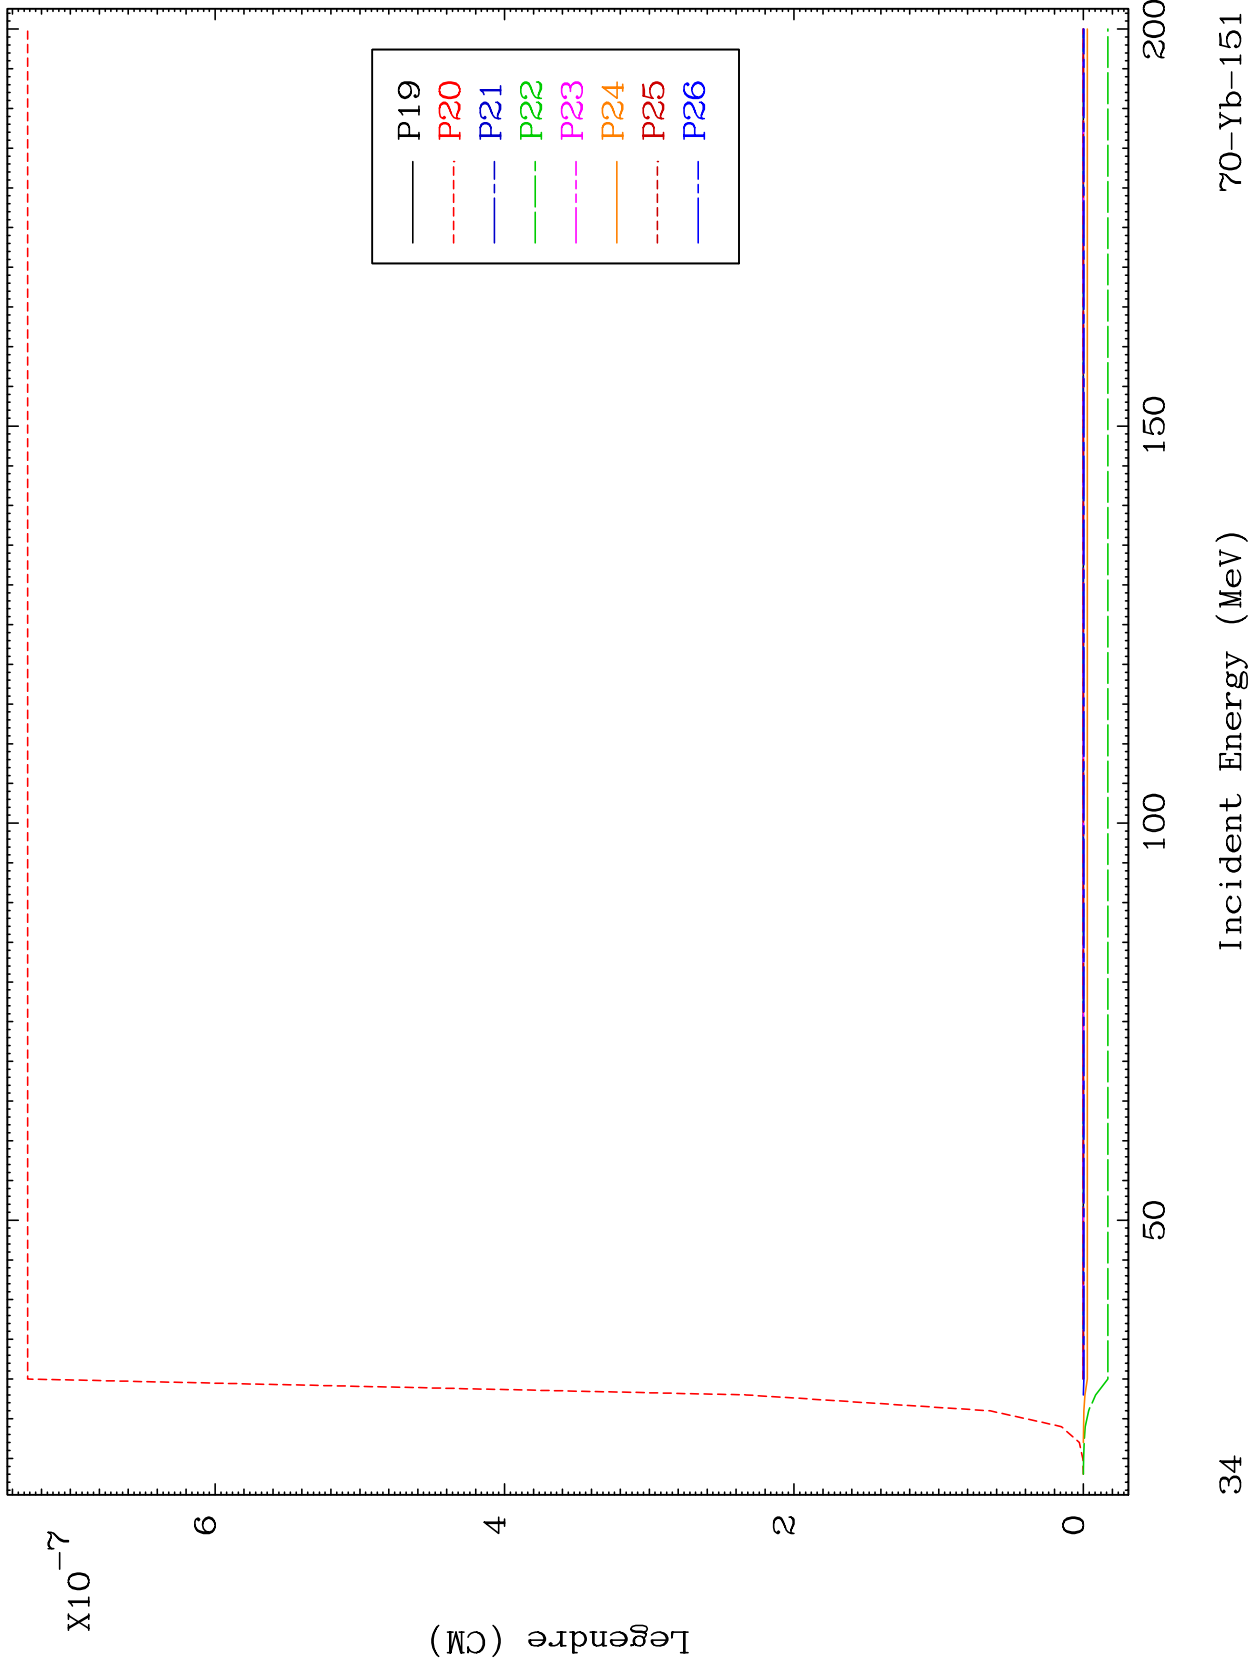 X10-7
6
4
2
0
Legendre (CM)
P19
P20
P21
P22
P23
P24
P25
P26
50
100
150
200
Incident Energy (MeV)
34
70-Yb-151